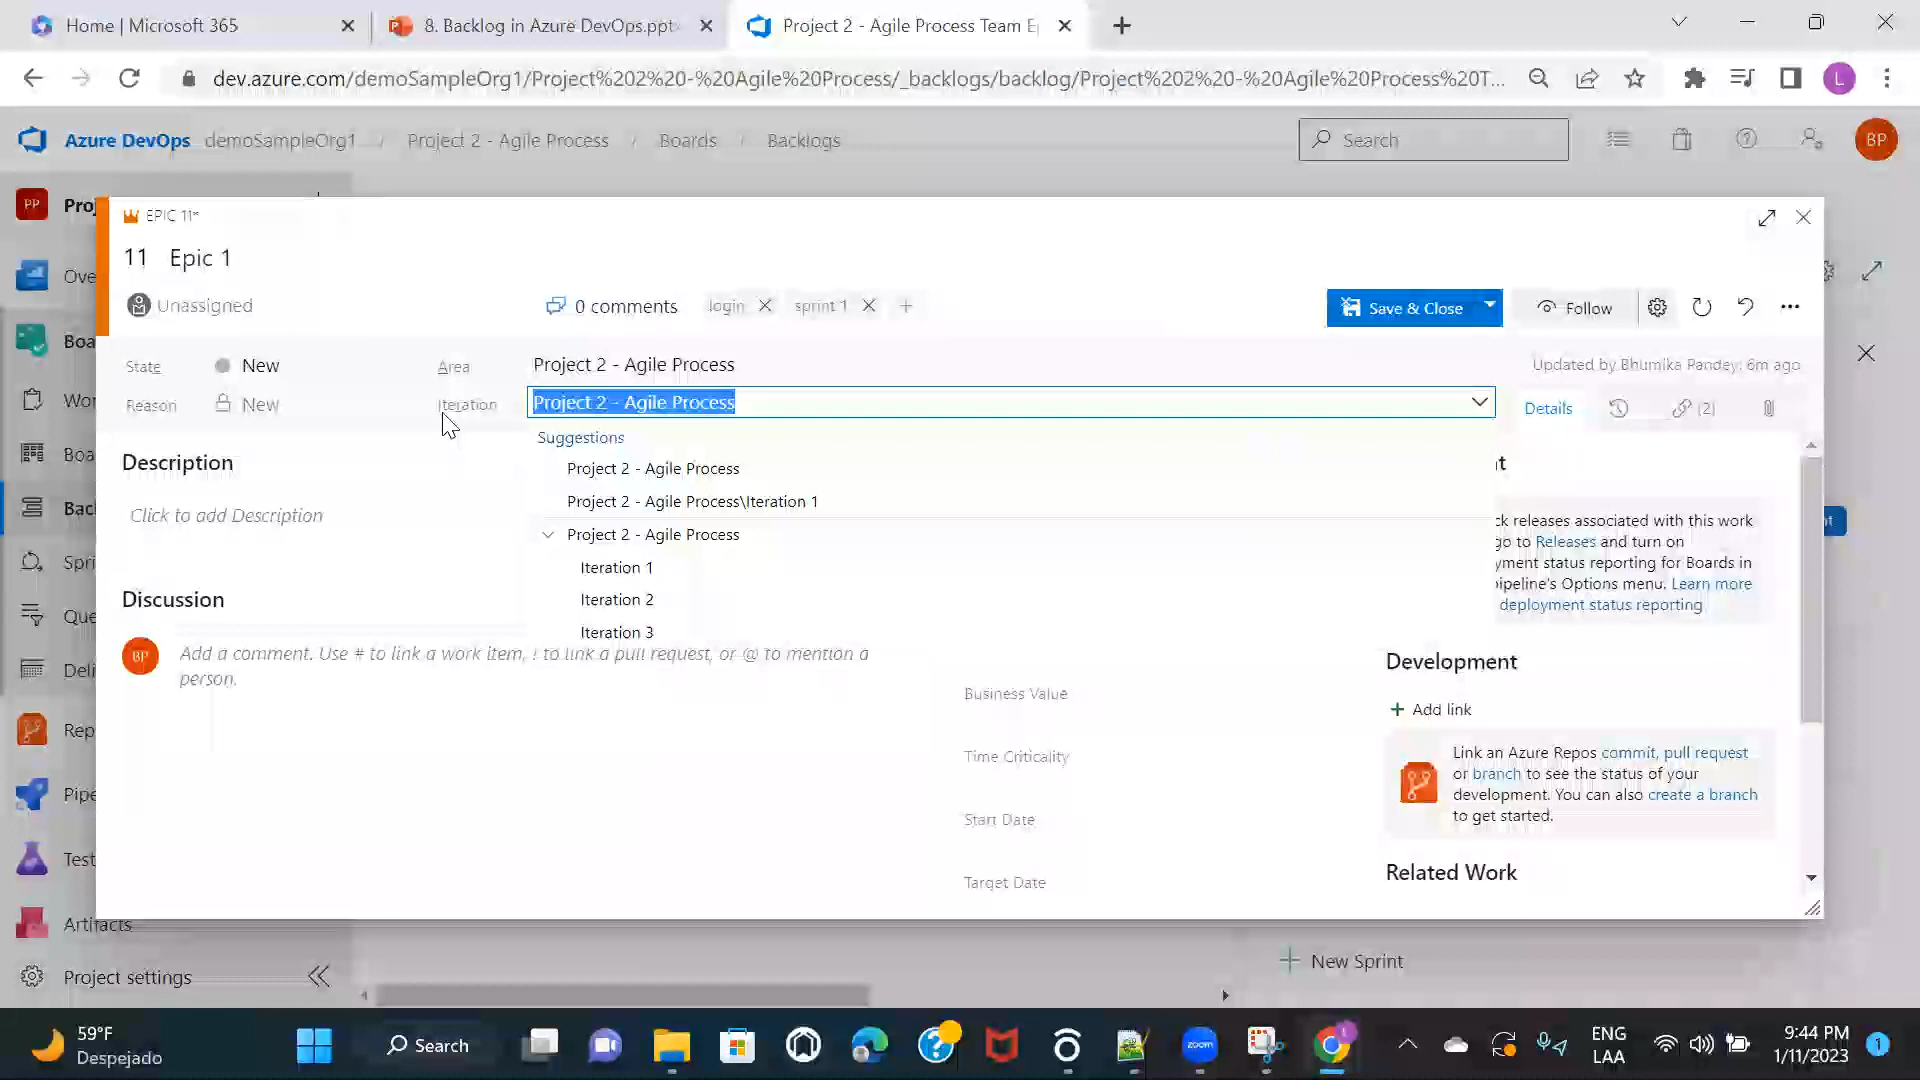 Home | Microsoft 365
8. Backlog in Azure DevOps.ppt
Project 2 - Agile Process Team E
dev.azure.com/demoSampleOrg1/Project%202%20-%20Agile%20Process/_backlogs/backlog/Project%202%20-%20Agile%20Process%20T...
L
Azure DevOps demoSampleOrg1 / Project 2 - Agile Process / Boards / Backlogs
Search
BP
PP Proj
EPIC 11*
11 Epic 1
Ove
Unassigned
0 comments
login
sprint 1
Save & Close
Follow
Boa
State
New
Area
Project 2 - Agile Process
Updated by Bhumika Pandey: 6m ago
Wor
Reason
New
Iteration
Project 2 - Agile Process
Details
(2)
Suggestions
Boa
Description
Project 2 - Agile Process
Project 2 - Agile Process\Iteration 1
Back
Click to add Description
ck releases associated with this work
Project 2 - Agile Process
go to Releases and turn on
Spri
Iteration 1
yment status reporting for Boards in
pipeline's Options menu. Learn more
Discussion
Iteration 2
deployment status reporting
Que
Iteration 3
BP
Add a comment. Use # to link a work item, ! to link a pull request, or @ to mention a
person.
Development
Deli
Business Value
Add link
Rep
Time Criticality
Link an Azure Repos commit, pull request
or branch to see the status of your
development. You can also create a branch
to get started.
Pipe
Start Date
Test
Related Work
Target Date
Artifacts
Project settings
New Sprint
59°F
Despejado
Search
zoom
ENG
LAA
9:44 PM
1/11/2023
1